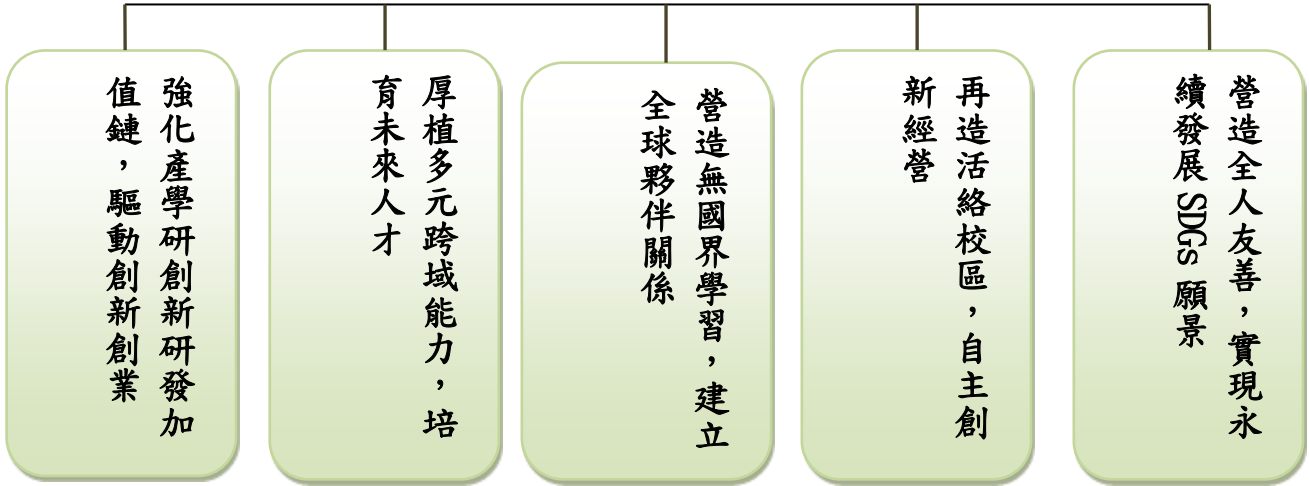 強化產學研創新研發加
值鏈，驅動創新創業
厚植多元跨域能力，培
育未來人才
營造無國界學習，建立
全球夥伴關係
再造活絡校區，自主創
新經營
營造全人友善，實現永
續發展 SDGs 願景